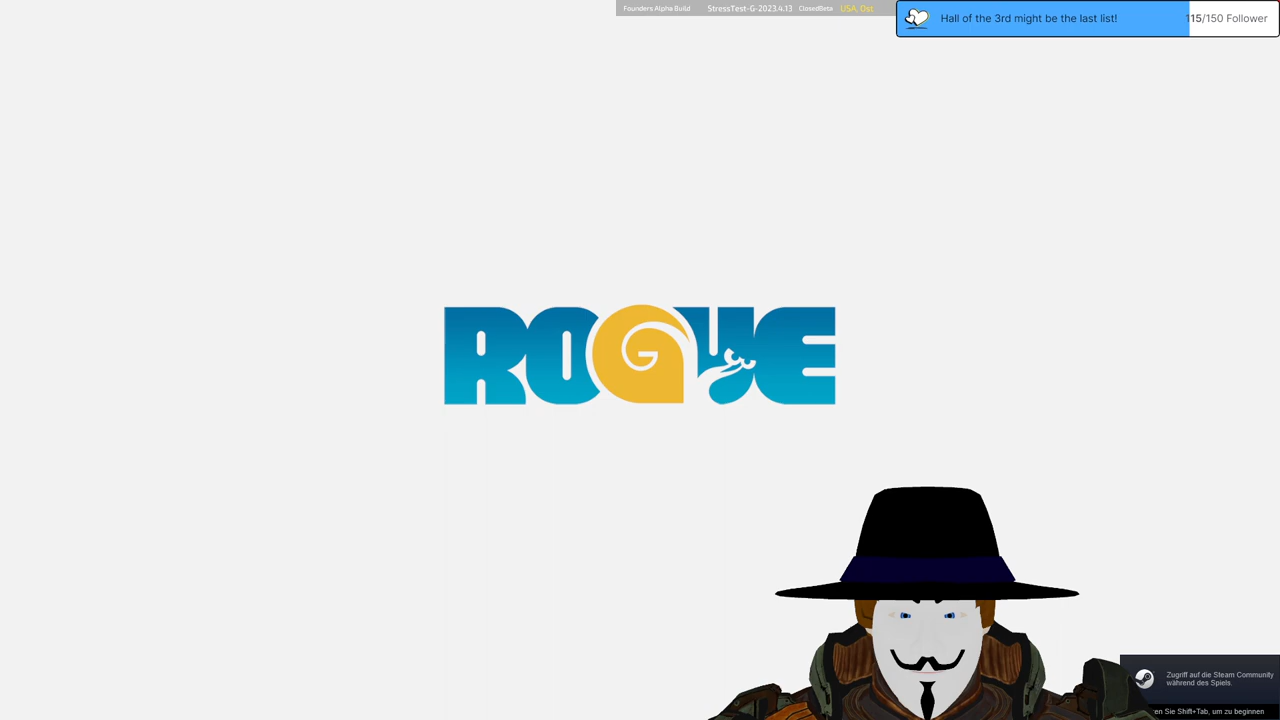 Founders Alpha Build StressTest-G-2023.4.13 ClosedBeta USA, Ost
Hall of the 3rd might be the last list! 115/150 Follower
ROGUE
G
Zugriff auf die Steam Community
während des Spiels.
en Sie Shift+Tab, um zu beginnen